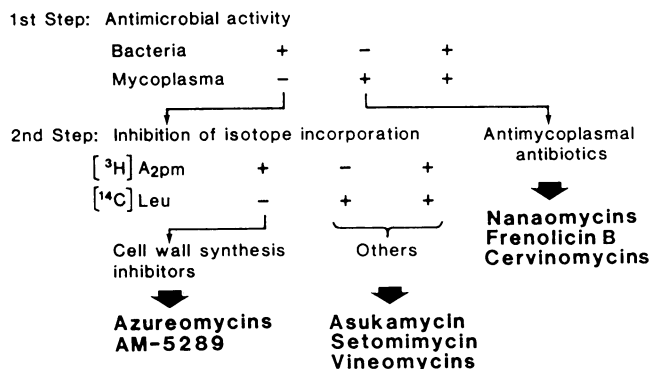 1st Step: Antimicrobial activity
Bacteria + − +
Mycoplasma − + +
2nd Step: Inhibition of isotope incorporation
Antimycoplasmal
antibiotics
[³H] A₂pm + − +
[¹⁴C] Leu − + +
Nanaomycins
Frenolicin B
Cervinomycins
Cell wall synthesis
inhibitors
Others
Azureomycins
AM-5289
Asukamycin
Setomimycin
Vineomycins